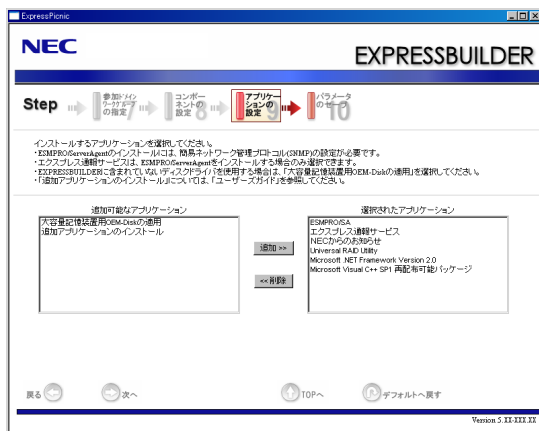 ExpressPicnic
NEC
EXPRESSBUILDER
Step
参加ドメイン
ワークグループ
の指定 7
コンポー
ネントの
設定 8
アプリケー
ションの
設定 9
パラメータ
のセーブ 10
インストールするアプリケーションを選択してください。
・ESMPRO/ServerAgentのインストールには、簡易ネットワーク管理プロトコル(SNMP)の設定が必要です。
・エクスプレス通報サービスは、ESMPRO/ServerAgentをインストールする場合のみ選択できます。
・EXPRESSBUILDERに含まれていないディスクドライバを使用する場合は、「大容量記憶装置用OEM-Diskの適用」を選択してください。
・「追加アプリケーションのインストール」については、「ユーザーズガイド」を参照してください。
追加可能なアプリケーション
選択されたアプリケーション
大容量記憶装置用OEM-Diskの適用
追加アプリケーションのインストール
追加 >>
<< 削除
ESMPRO/SA
エクスプレス通報サービス
NECからのお知らせ
Universal RAID Utility
Microsoft .NET Framework Version 2.0
Microsoft Visual C++ SP1 再配布可能パッケージ
戻る
次へ
TOPへ
デフォルトへ戻す
Version 5.XX-XXX.XX